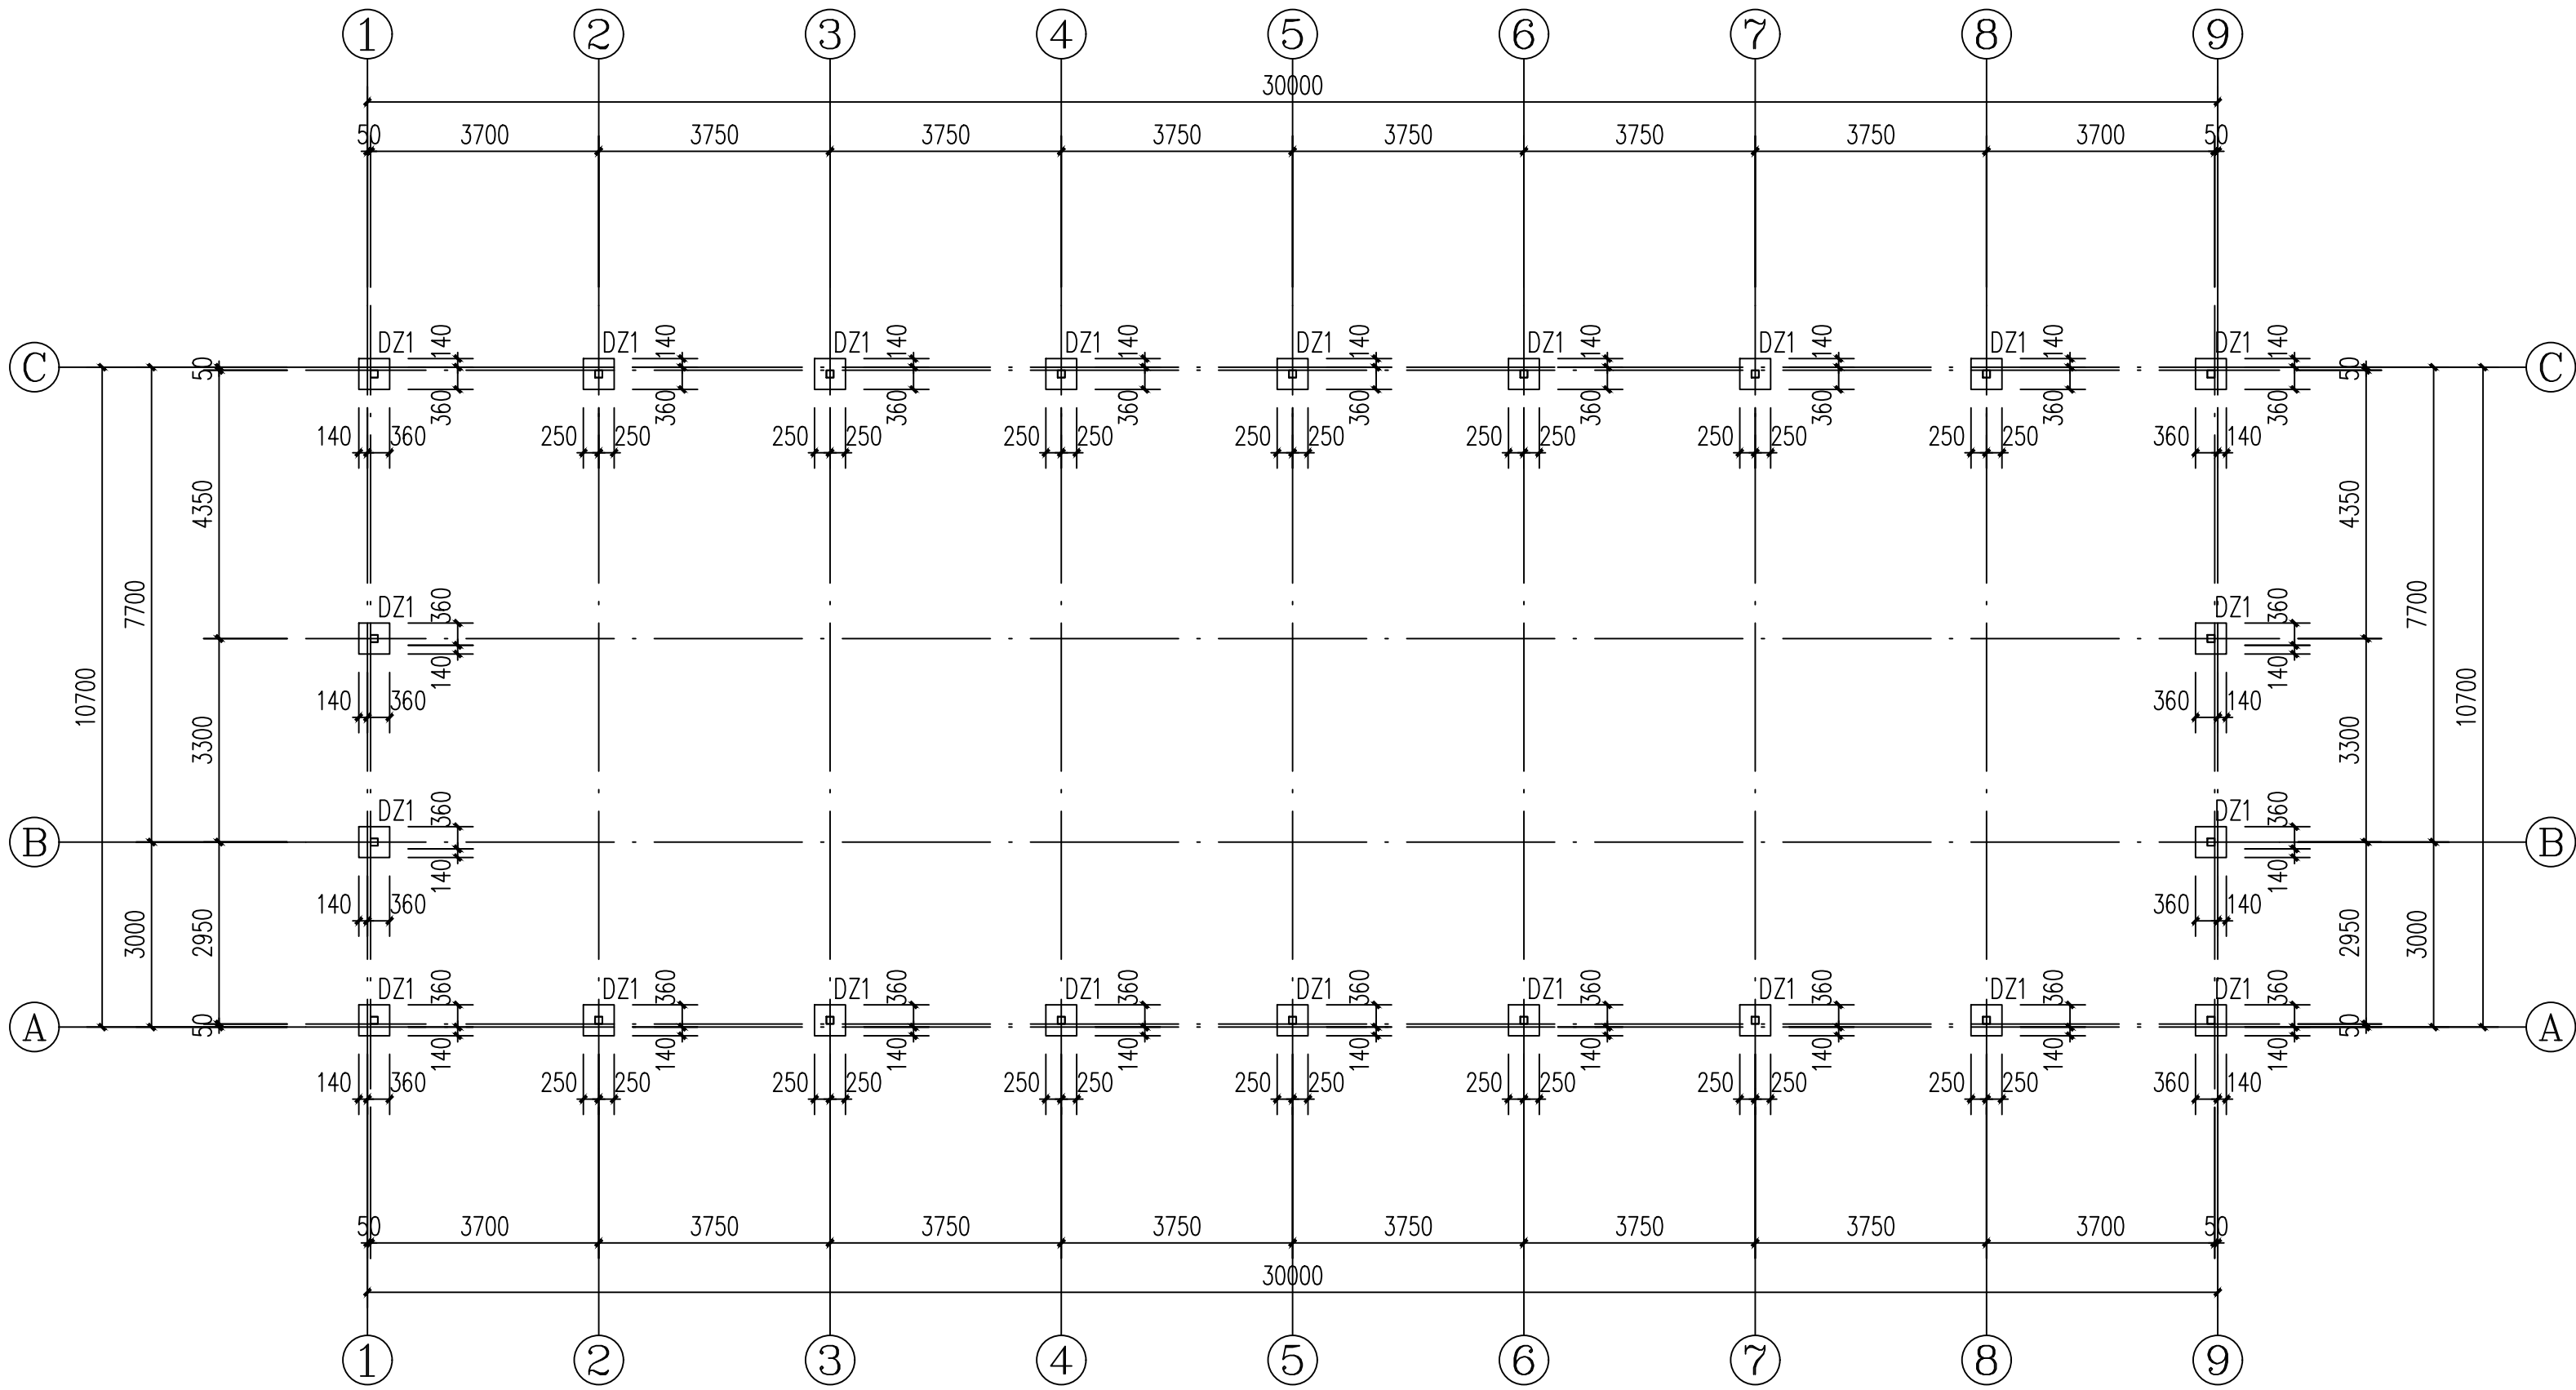 1 2 3 4 5 6 7 8 9
30000
50 3700 3750 3750 3750 3750 3750 3750 3700 50
DZ1 140 DZ1 140 DZ1 140 DZ1 140 DZ1 140 DZ1 140 DZ1 140 DZ1 140 DZ1 140
C 50 50 C
360 360 360 360 360 360 360 360 360
140 360 250 250 250 250 250 250 250 250 250 250 250 250 250 250 360 140
4350 4350
7700 7700
DZ1 360 DZ1 360
140 140
140 360 360 140
10700 10700
3300 3300
DZ1 360 DZ1 360
B B
140 140
140 360 360 140
3000 2950 2950 3000
DZ1 360 DZ1 360 DZ1 360 DZ1 360 DZ1 360 DZ1 360 DZ1 360 DZ1 360 DZ1 360
A 50 50 A
140 140 140 140 140 140 140 140 140
140 360 250 250 250 250 250 250 250 250 250 250 250 250 250 250 360 140
50 3700 3750 3750 3750 3750 3750 3750 3700 50
30000
1 2 3 4 5 6 7 8 9